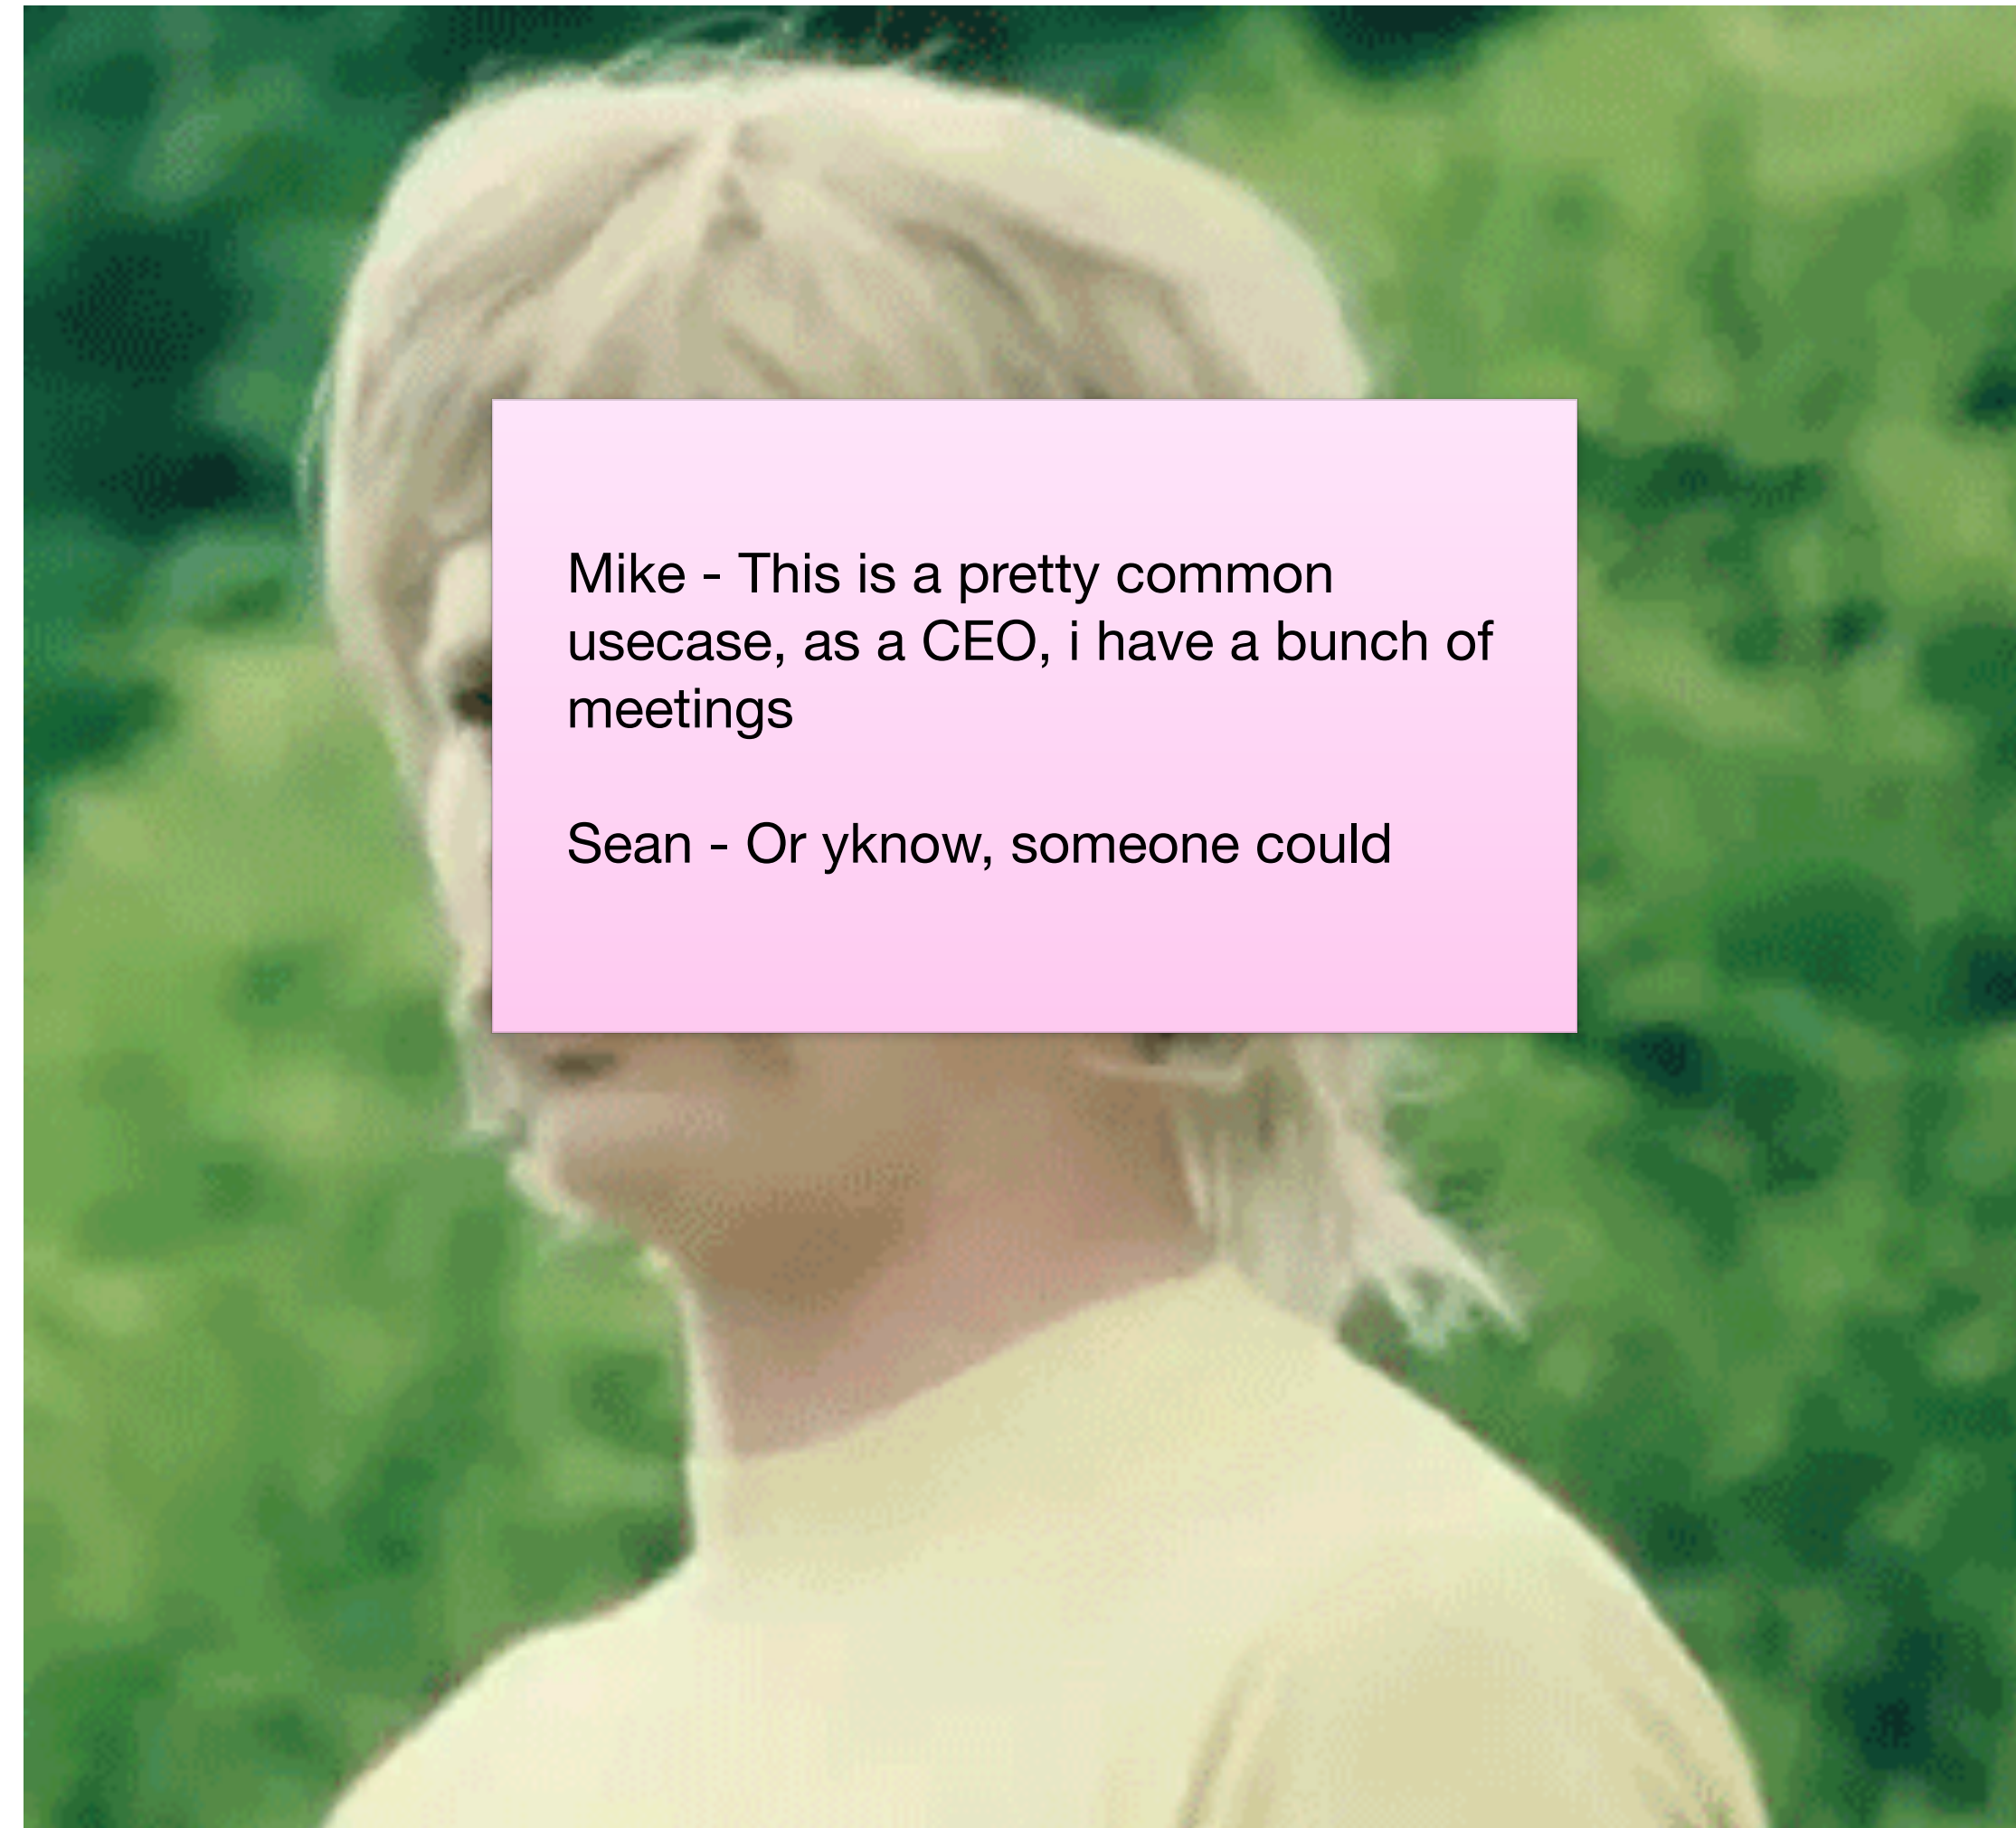 Mike - This is a pretty common
usecase, as a CEO, i have a bunch of
meetings
Sean - Or yknow, someone could